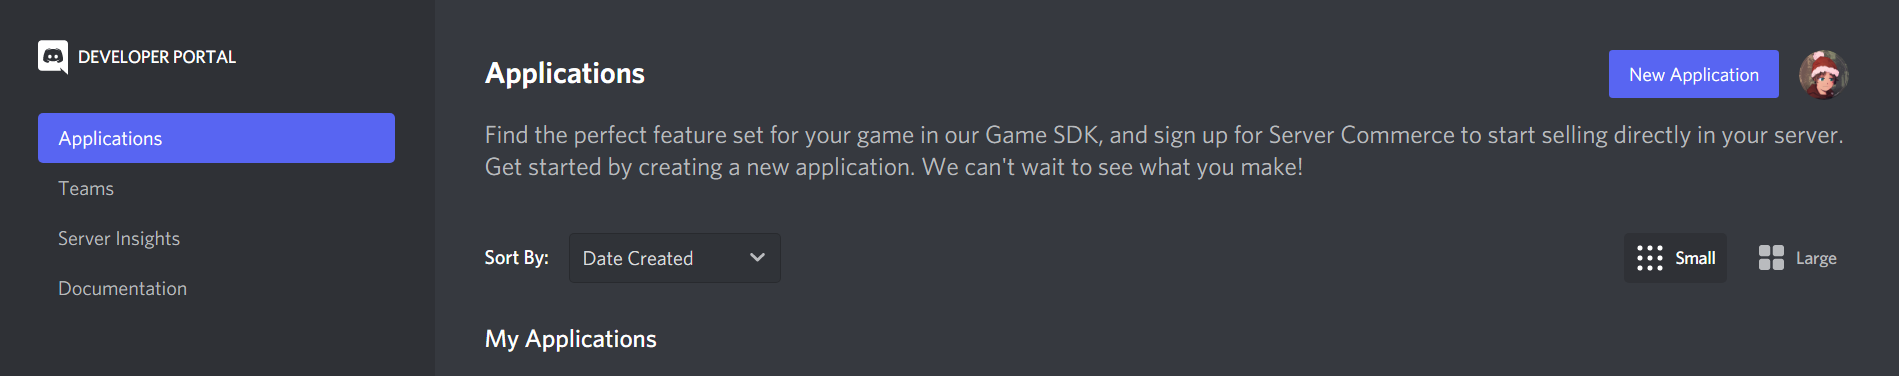 DEVELOPER PORTAL
Applications
Teams
Server Insights
Documentation
Applications
New Application
Find the perfect feature set for your game in our Game SDK, and sign up for Server Commerce to start selling directly in your server.
Get started by creating a new application. We can't wait to see what you make!
Sort By:
Date Created
Small
Large
My Applications